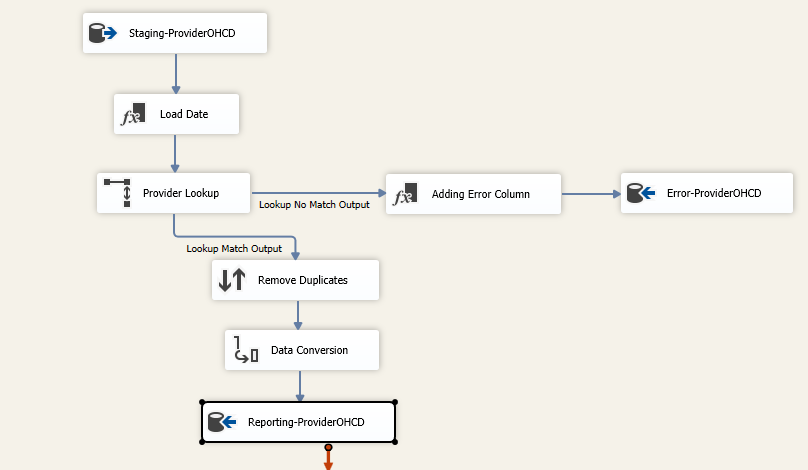 Staging-ProviderOHCD
Load Date
Provider Lookup
Lookup No Match Output
Adding Error Column
Error-ProviderOHCD
Lookup Match Output
Remove Duplicates
Data Conversion
Reporting-ProviderOHCD